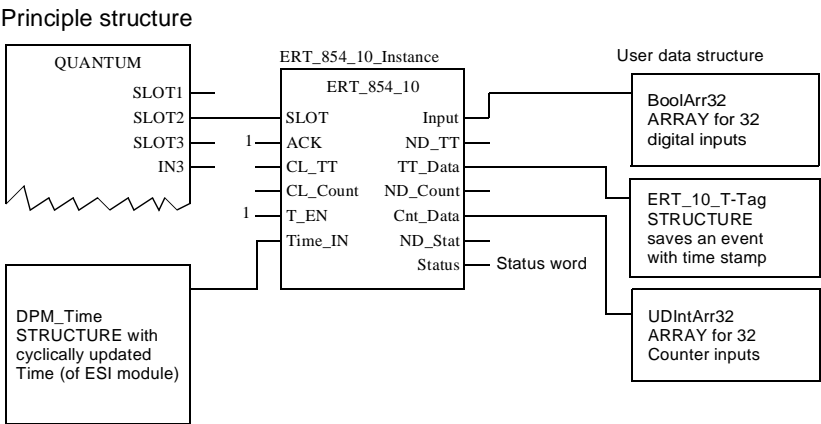 Principle structure
QUANTUM
SLOT1
SLOT2
SLOT3
IN3
ERT_854_10_Instance
ERT_854_10
SLOT
Input
1
ACK
ND_TT
CL_TT
TT_Data
CL_Count
ND_Count
1
T_EN
Cnt_Data
Time_IN
ND_Stat
Status
Status word
User data structure
BoolArr32
ARRAY for 32
digital inputs
ERT_10_T-Tag
STRUCTURE
saves an event
with time stamp
UDIntArr32
ARRAY for 32
Counter inputs
DPM_Time
STRUCTURE with
cyclically updated
Time (of ESI module)